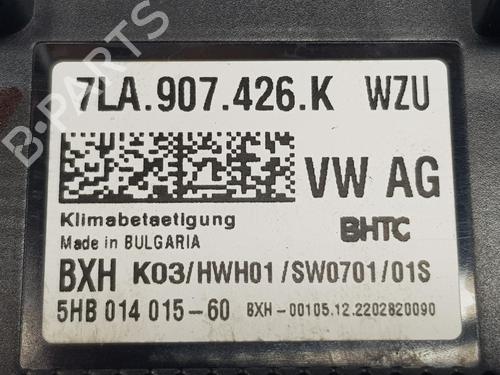 7LA.907.426.K WZU
VW AG
Klimabetaetigung
BHTC
Made in BULGARIA
BXH K03/HWH01/SW0701/01S
5HB 014 015-60 BXH-00105.12.2202820090
B-PARTS